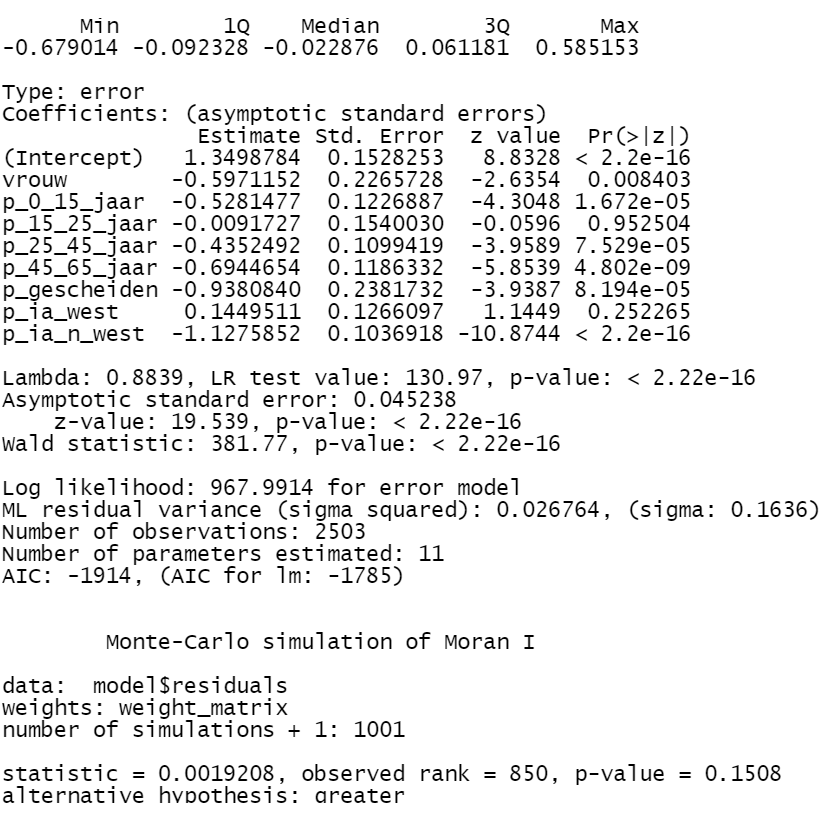 Min 1Q Median 3Q Max
-0.679014 -0.092328 -0.022876 0.061181 0.585153
Type: error
Coefficients: (asymptotic standard errors)
Estimate Std. Error z value Pr(>|z|)
(Intercept) 1.3498784 0.1528253 8.8328 < 2.2e-16
vrouw -0.5971152 0.2265728 -2.6354 0.008403
p_0_15_jaar -0.5281477 0.1226887 -4.3048 1.672e-05
p_15_25_jaar -0.0091727 0.1540030 -0.0596 0.952504
p_25_45_jaar -0.4352492 0.1099419 -3.9589 7.529e-05
p_45_65_jaar -0.6944654 0.1186332 -5.8539 4.802e-09
p_gescheiden -0.9380840 0.2381732 -3.9387 8.194e-05
p_ia_west 0.1449511 0.1266097 1.1449 0.252265
p_ia_n_west -1.1275852 0.1036918 -10.8744 < 2.2e-16
Lambda: 0.8839, LR test value: 130.97, p-value: < 2.22e-16
Asymptotic standard error: 0.045238
z-value: 19.539, p-value: < 2.22e-16
Wald statistic: 381.77, p-value: < 2.22e-16
Log likelihood: 967.9914 for error model
ML residual variance (sigma squared): 0.026764, (sigma: 0.1636)
Number of observations: 2503
Number of parameters estimated: 11
AIC: -1914, (AIC for lm: -1785)
Monte-Carlo simulation of Moran I
data: model$residuals
weights: weight_matrix
number of simulations + 1: 1001
statistic = 0.0019208, observed rank = 850, p-value = 0.1508
alternative hypothesis: greater